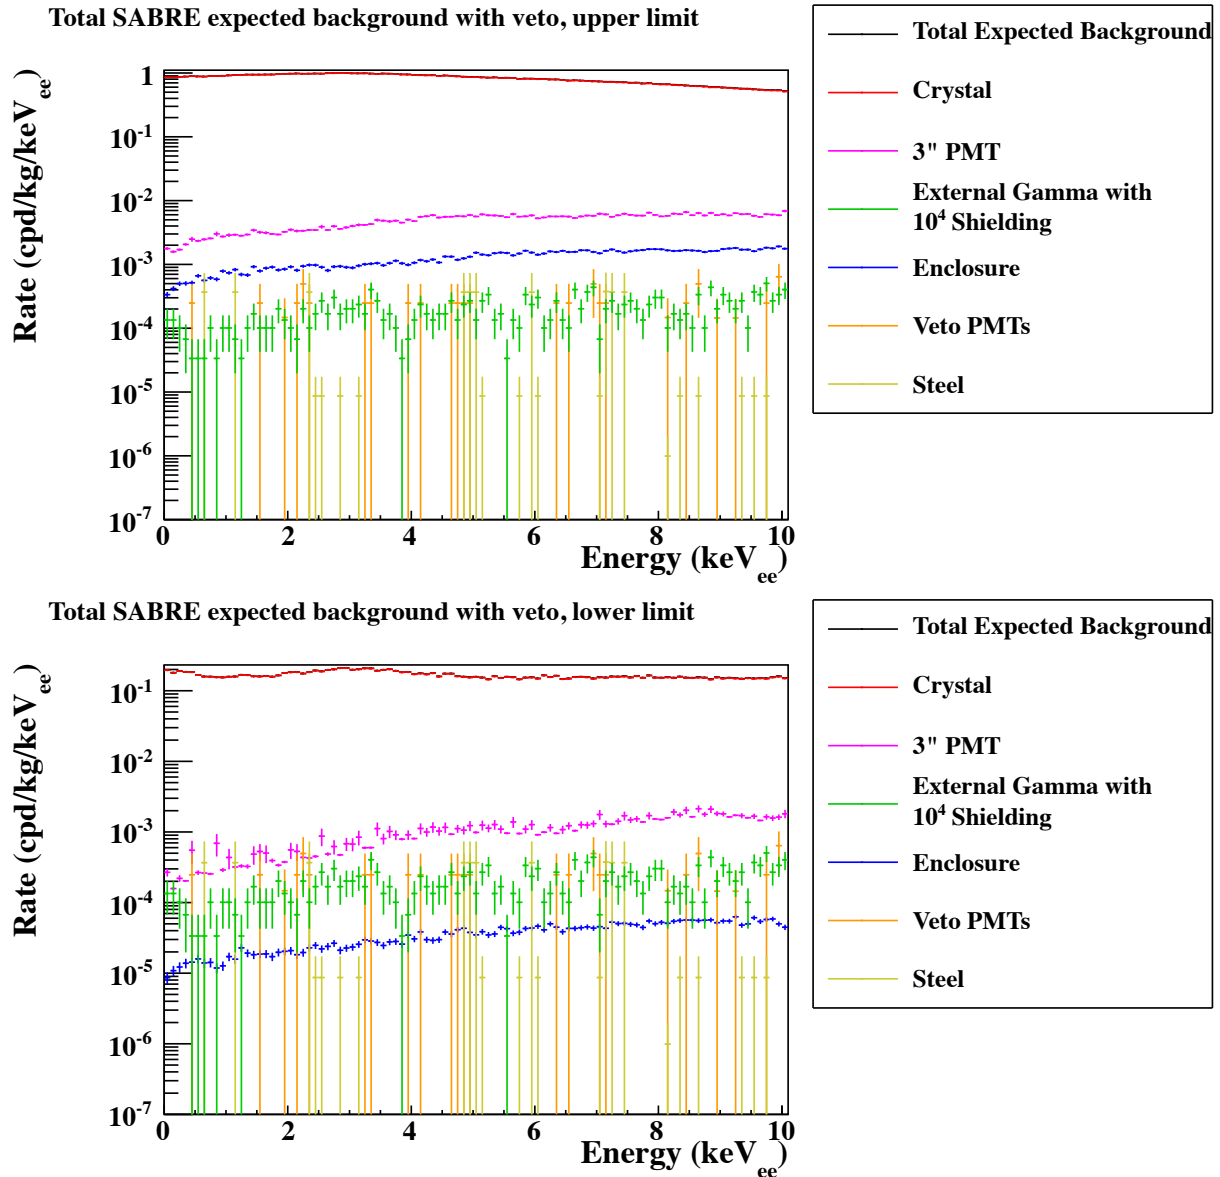 Total SABRE expected background with veto, upper limit
Rate (cpd/kg/keV_ee)
1
10^-1
10^-2
10^-3
10^-4
10^-5
10^-6
10^-7
0 2 4 6 8 10
Energy (keV_ee)
Total Expected Background
Crystal
3" PMT
External Gamma with
10^4 Shielding
Enclosure
Veto PMTs
Steel
Total SABRE expected background with veto, lower limit
Rate (cpd/kg/keV_ee)
10^-1
10^-2
10^-3
10^-4
10^-5
10^-6
10^-7
0 2 4 6 8 10
Energy (keV_ee)
Total Expected Background
Crystal
3" PMT
External Gamma with
10^4 Shielding
Enclosure
Veto PMTs
Steel